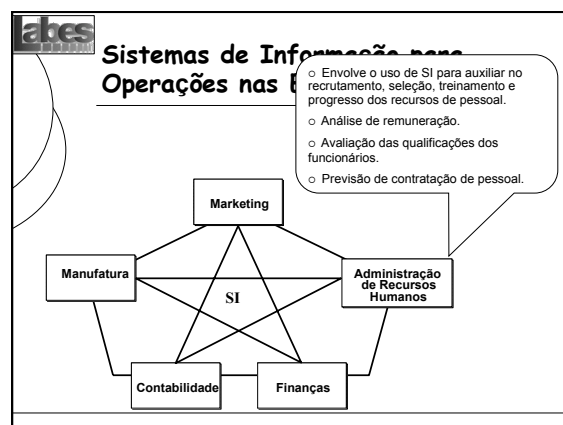 labes
Sistemas de Informação para
Operações nas E
○ Envolve o uso de SI para auxiliar no
recrutamento, seleção, treinamento e
progresso dos recursos de pessoal.
○ Análise de remuneração.
○ Avaliação das qualificações dos
funcionários.
○ Previsão de contratação de pessoal.
Marketing
Manufatura
Administração
de Recursos
Humanos
SI
Contabilidade
Finanças